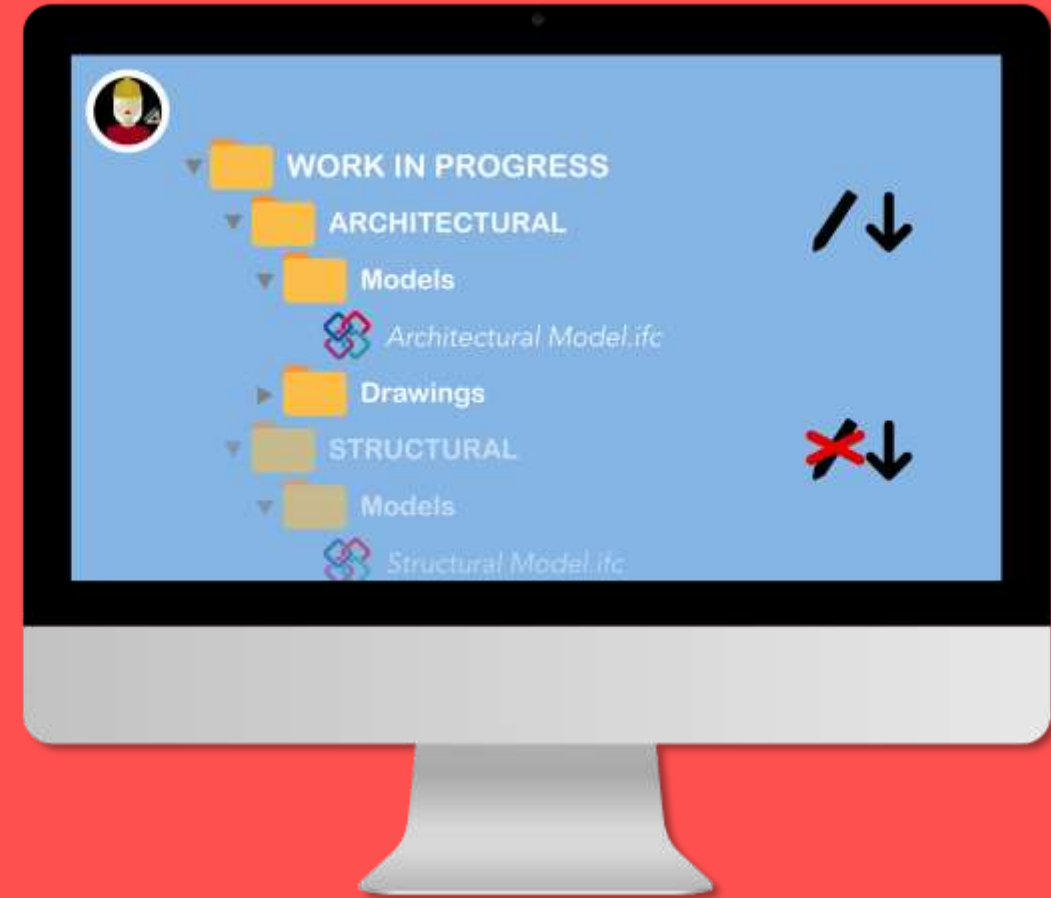 WORK IN PROGRESS
ARCHITECTURAL
Models
Architectural Model.ifc
Drawings
STRUCTURAL
Models
Structural Model.ifc